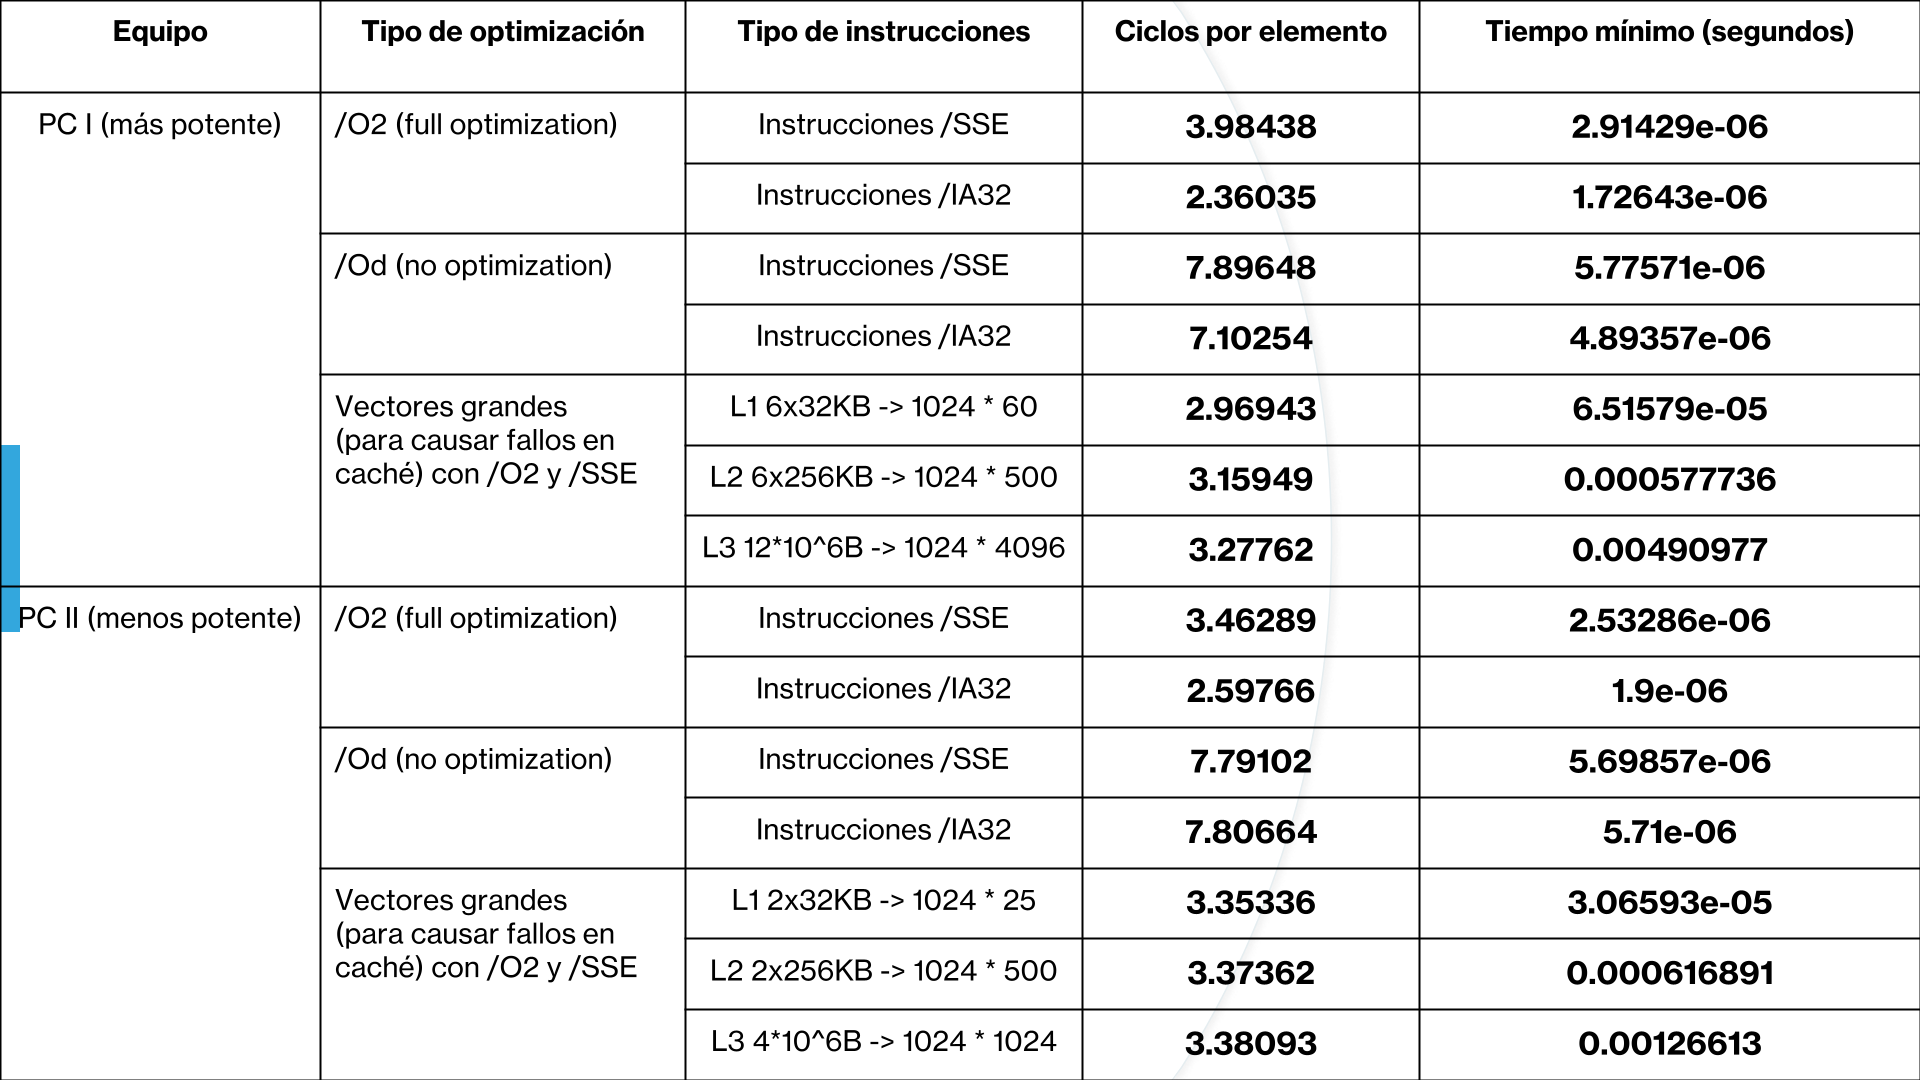 Equipo Tipo de optimización Tipo de instrucciones Ciclos por elemento Tiempo mínimo (segundos)
PC I (más potente) /O2 (full optimization) Instrucciones /SSE 3.98438 2.91429e-06
Instrucciones /IA32 2.36035 1.72643e-06
/Od (no optimization) Instrucciones /SSE 7.89648 5.77571e-06
Instrucciones /IA32 7.10254 4.89357e-06
Vectores grandes L1 6x32KB -> 1024 * 60 2.96943 6.51579e-05
(para causar fallos en
caché) con /O2 y /SSE L2 6x256KB -> 1024 * 500 3.15949 0.000577736
L3 12*10^6B -> 1024 * 4096 3.27762 0.00490977
PC II (menos potente) /O2 (full optimization) Instrucciones /SSE 3.46289 2.53286e-06
Instrucciones /IA32 2.59766 1.9e-06
/Od (no optimization) Instrucciones /SSE 7.79102 5.69857e-06
Instrucciones /IA32 7.80664 5.71e-06
Vectores grandes L1 2x32KB -> 1024 * 25 3.35336 3.06593e-05
(para causar fallos en
caché) con /O2 y /SSE L2 2x256KB -> 1024 * 500 3.37362 0.000616891
L3 4*10^6B -> 1024 * 1024 3.38093 0.00126613